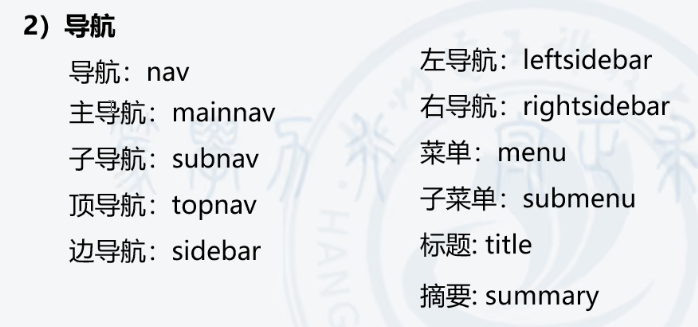 2）导航
导航：nav
主导航：mainnav
子导航：subnav
顶导航：topnav
边导航：sidebar
左导航：leftsidebar
右导航：rightsidebar
菜单：menu
子菜单：submenu
标题: title
摘要: summary
HANG